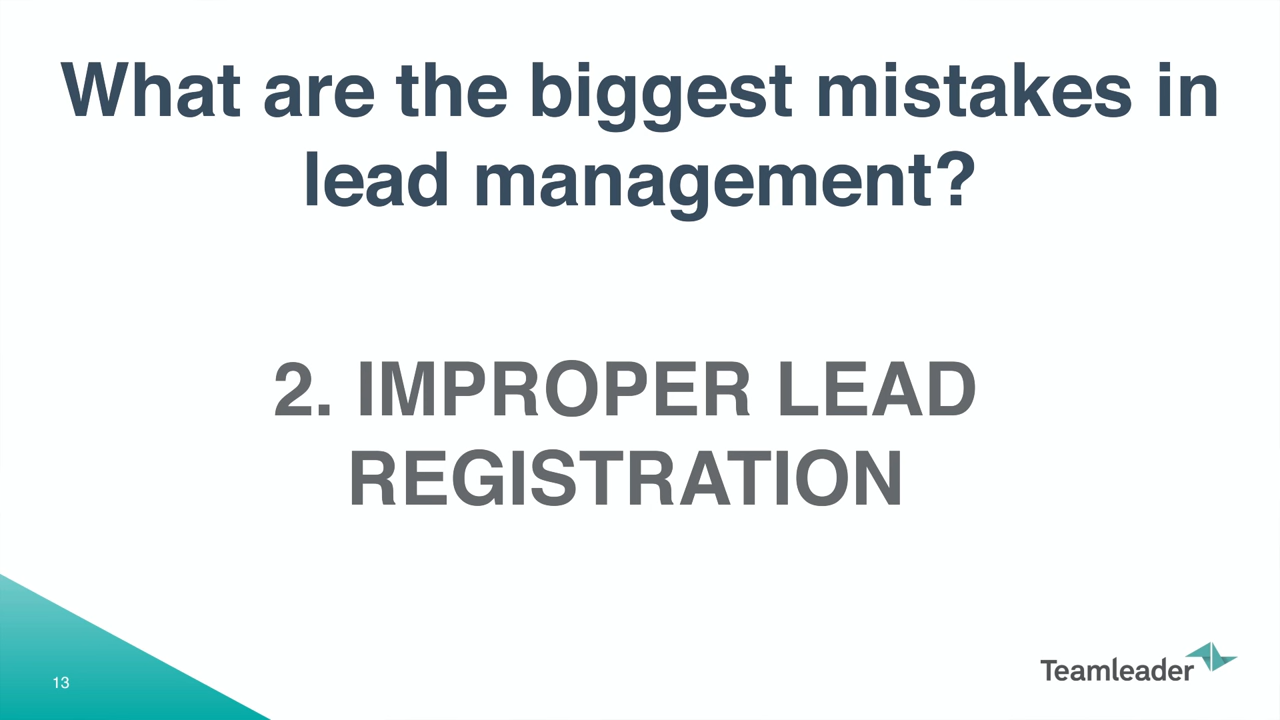 What are the biggest mistakes in
lead management?
2. IMPROPER LEAD
REGISTRATION
13
Teamleader